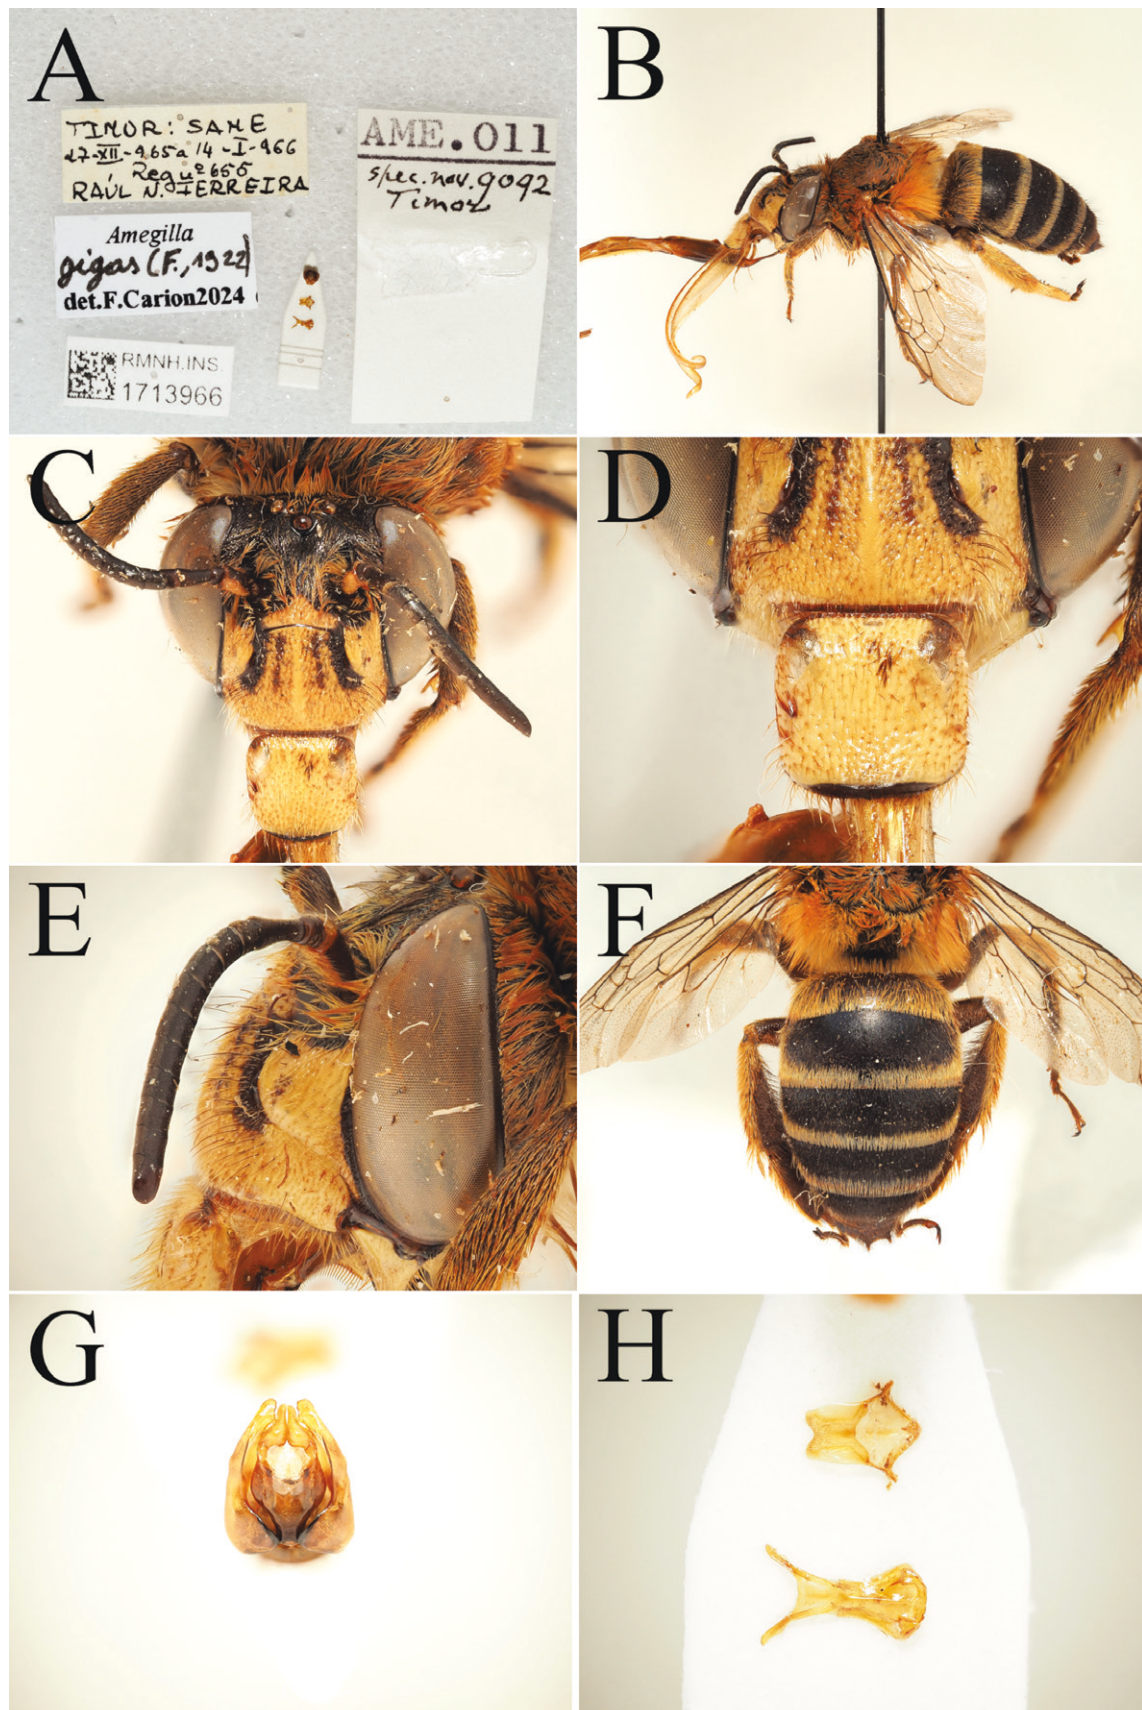 A
TIMOR: SAME
27-XII-965 a 14-I-966
Regº 2655
RAÚL N. FERREIRA
AME.011
spec. nov. 9092
Timor
Amegilla
gigas (F., 1922)
det.F.Carion2024
RMNH.INS.
1713966
B
C
D
E
F
G
H